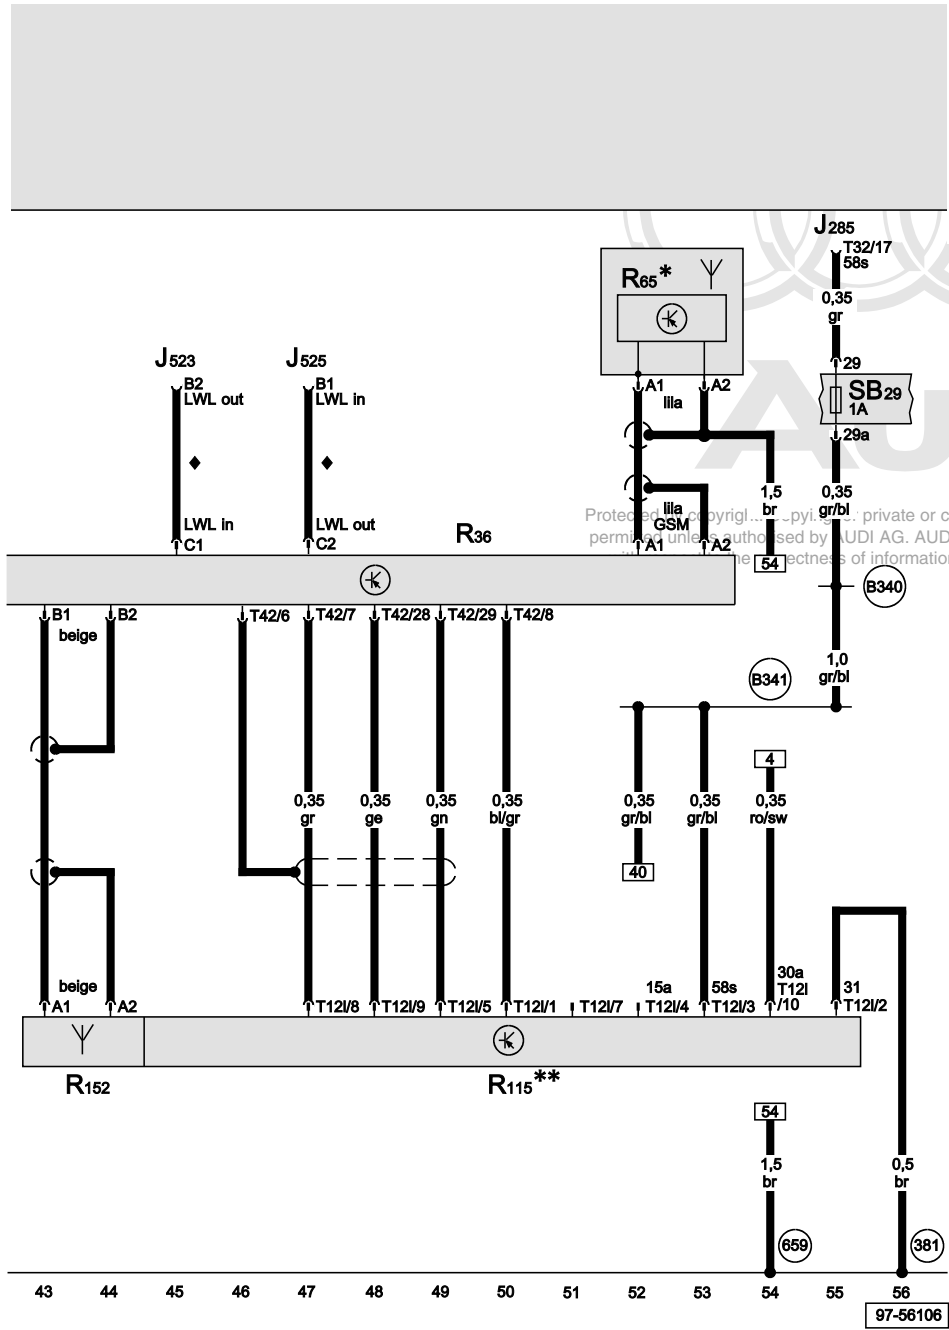 J285
T32/17
58s
R65*
0,35
gr
J523
J525
29
B2
B1
A1
A2
SB29
LWL out
LWL in
lila
1A
29a
1,5
br
0,35
gr/bl
Protected by copyrigl... private or c
permi unless authorised by AUDI AG. AUD
ectness of information
lila
GSM
LWL in
LWL out
R36
C1
C2
A1
A2
54
B340
B1
B2
T42/6
T42/7
T42/28
T42/29
T42/8
beige
1,0
gr/bl
B341
4
0,35
gr
0,35
ge
0,35
gn
0,35
bl/gr
0,35
gr/bl
0,35
gr/bl
0,35
ro/sw
40
beige
15a
58s
30a
T12l
/10
31
A1
A2
T12l/8
T12l/9
T12l/5
T12l/1
T12l/7
T12l/4
T12l/3
T12l/2
R152
R115**
54
1,5
br
0,5
br
659
381
43 44 45 46 47 48 49 50 51 52 53 54 55 56
97-56106
Au